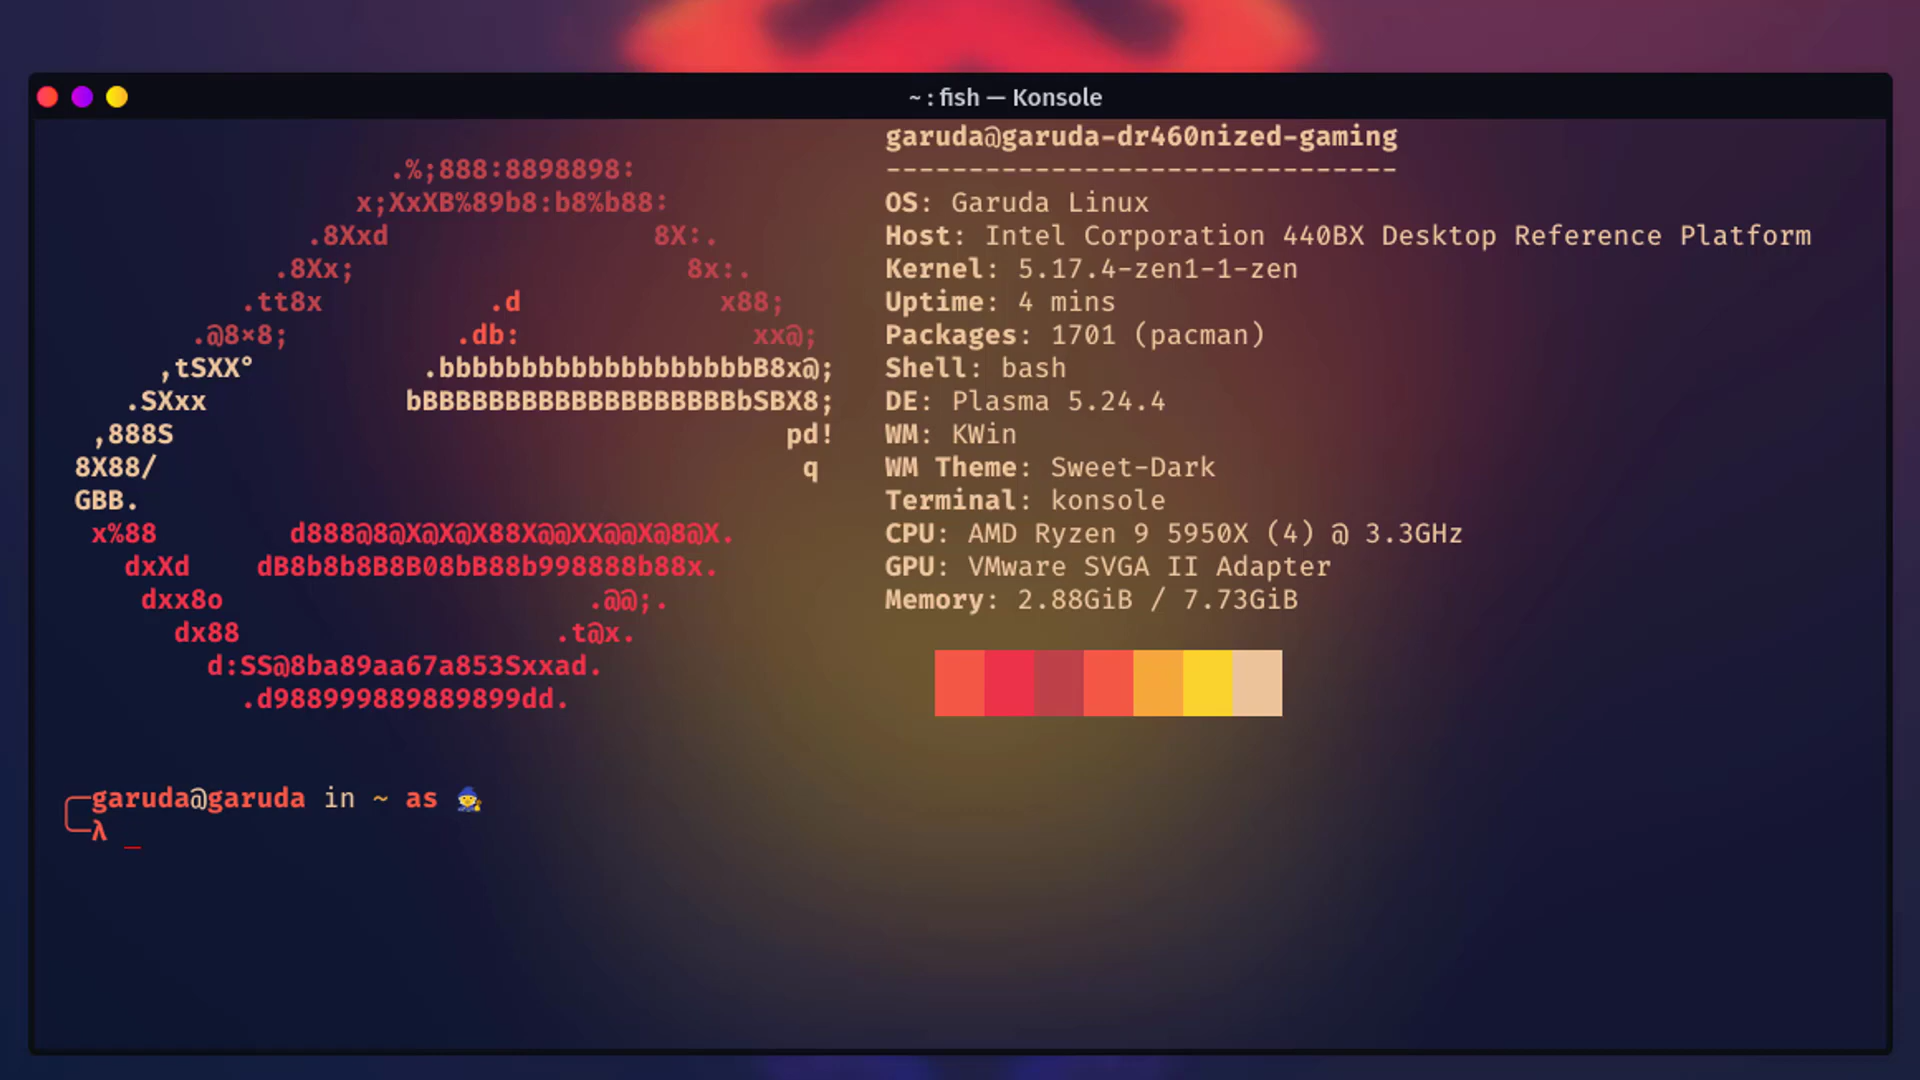 ~ : fish — Konsole
garuda@garuda-dr460nized-gaming
.%;888:8898898: -------------------------------
x;XxXB%89b8:b8%b88: OS: Garuda Linux
.8Xxd 8X:. Host: Intel Corporation 440BX Desktop Reference Platform
.8Xx; 8x:. Kernel: 5.17.4-zen1-1-zen
.tt8x .d x88; Uptime: 4 mins
.@8×8; .db: xx@; Packages: 1701 (pacman)
,tSXX° .bbbbbbbbbbbbbbbbbbbB8x@; Shell: bash
.SXxx bBBBBBBBBBBBBBBBBBBBbSBX8; DE: Plasma 5.24.4
,888S pd! WM: KWin
8X88/ q WM Theme: Sweet-Dark
GBB. Terminal: konsole
x%88 d888@8@X@X@X88X@@XX@@X@8@X. CPU: AMD Ryzen 9 5950X (4) @ 3.3GHz
dxXd dB8b8b8B8B08bB88b998888b88x. GPU: VMware SVGA II Adapter
dxx8o .@@;. Memory: 2.88GiB / 7.73GiB
dx88 .t@x.
d:SS@8ba89aa67a853Sxxad.
.d988999889889899dd.
garuda@garuda in ~ as 🧙
λ _